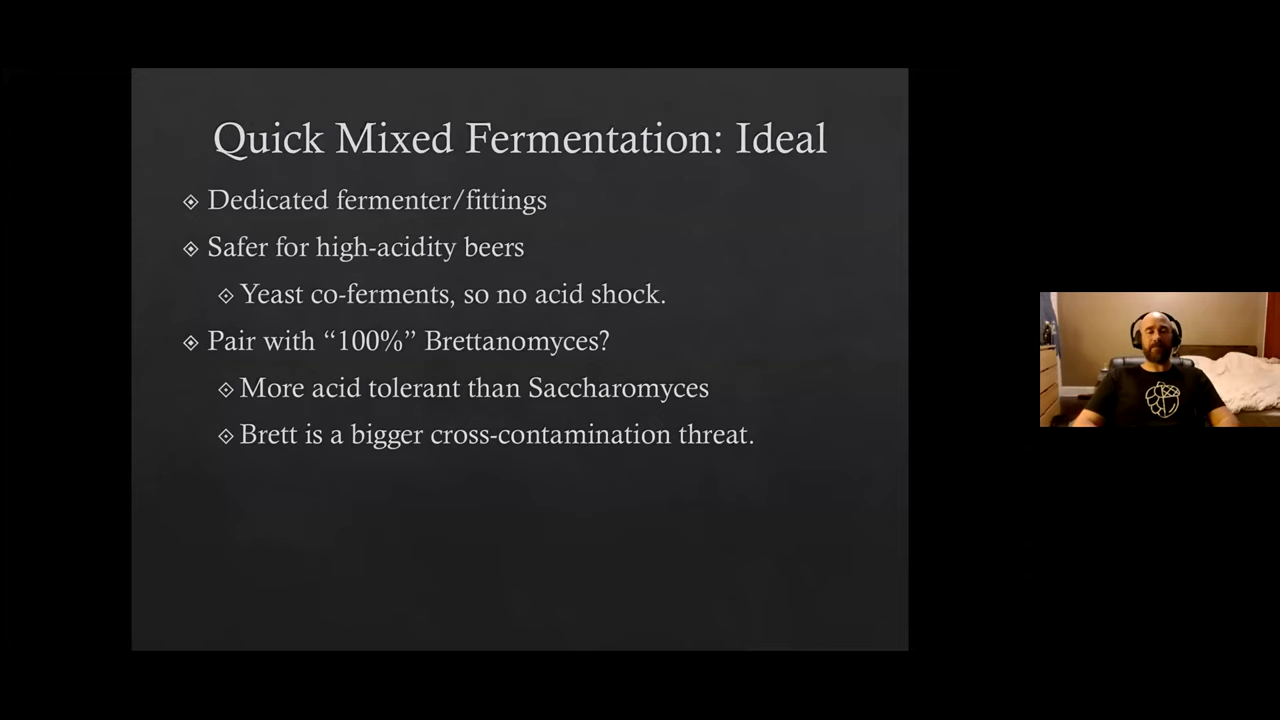 Quick Mixed Fermentation: Ideal
Dedicated fermenter/fittings
Safer for high-acidity beers
Yeast co-ferments, so no acid shock.
Pair with “100%” Brettanomyces?
More acid tolerant than Saccharomyces
Brett is a bigger cross-contamination threat.